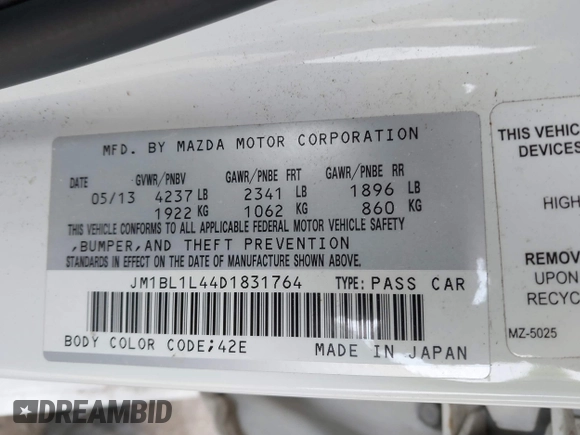 MFD. BY MAZDA MOTOR CORPORATION
DATE GVWR/PNBV GAWR/PNBE FRT GAWR/PNBE RR
05/13 4237 LB 2341 LB 1896 LB
1922 KG 1062 KG 860 KG
THIS VEHICLE CONFORMS TO ALL APPLICABLE FEDERAL MOTOR VEHICLE SAFETY
,BUMPER,AND THEFT PREVENTION
STANDARDS IN EFFECT ON THE DATE OF MANUFACTURE SHOWN ABOVE.
JM1BL1L44D1831764 TYPE: PASS CAR
BODY COLOR CODE;42E MADE IN JAPAN
THIS VEHIC
DEVICES
HIGH
REMOV
UPON
RECYC
MZ-5025
DREAMBID